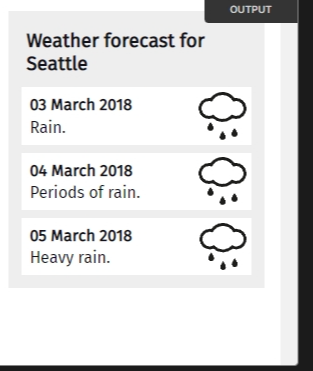 OUTPUT
Weather forecast for
Seattle
03 March 2018
Rain.
04 March 2018
Periods of rain.
05 March 2018
Heavy rain.